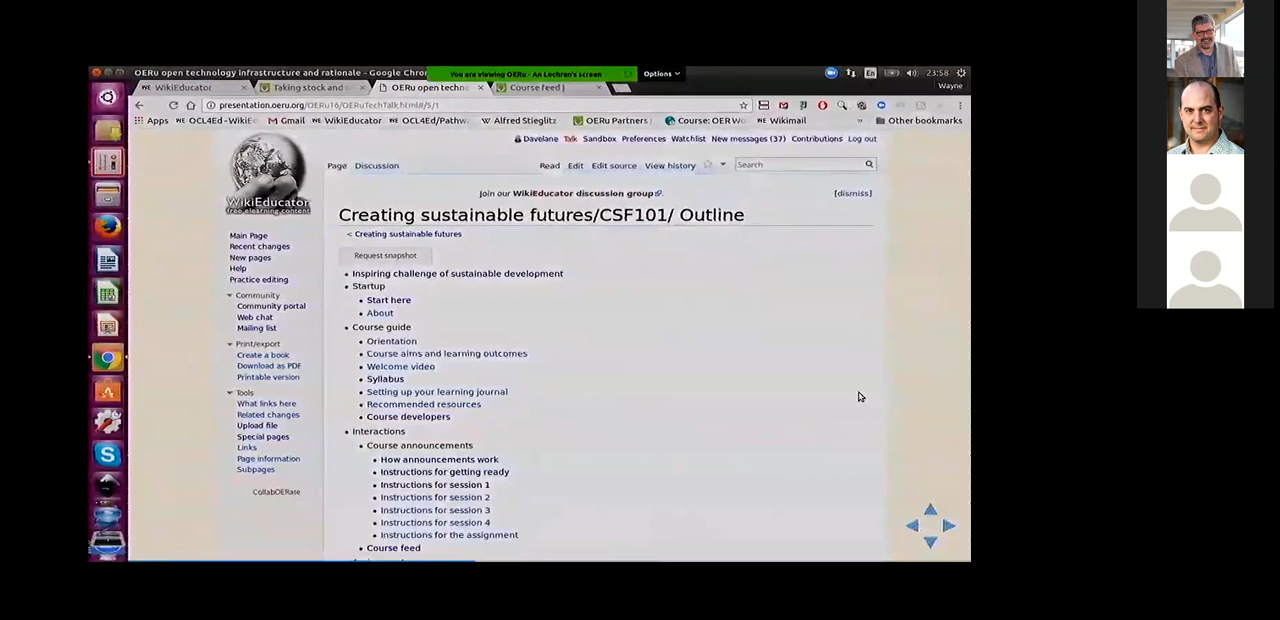 OERu open technology infrastructure and rationale - Google Chro
You are viewing OERu - An Lochran's screen
Options
En
23:58
WikiEducator
Taking stock and s
OERu open techno
Course feed |
Wayne
presentation.oeru.org/OERu16/OERuTechTalk.html#/5/1
Apps
OCL4Ed-WikiE
Gmail
WikiEducator
OCL4Ed/Pathw
Alfred Stieglitz
OERu Partners
Course: OER Wo
Wikimail
»
Other bookmarks
Davelane Talk Sandbox Preferences Watchlist New messages (37) Contributions Log out
Page Discussion
Read Edit Edit source View history
Search
WikiEducator
free elearning content
Join our WikiEducator discussion group.
[dismiss]
Creating sustainable futures/CSF101/ Outline
< Creating sustainable futures
Request snapshot
Main Page
Recent changes
New pages
Help
Practice editing
Community
Community portal
Web chat
Mailing list
Print/export
Create a book
Download as PDF
Printable version
Tools
What links here
Related changes
Upload file
Special pages
Links
Page information
Subpages
CollabOERate
Inspiring challenge of sustainable development
Startup
Start here
About
Course guide
Orientation
Course aims and learning outcomes
Welcome video
Syllabus
Setting up your learning journal
Recommended resources
Course developers
Interactions
Course announcements
How announcements work
Instructions for getting ready
Instructions for session 1
Instructions for session 2
Instructions for session 3
Instructions for session 4
Instructions for the assignment
Course feed